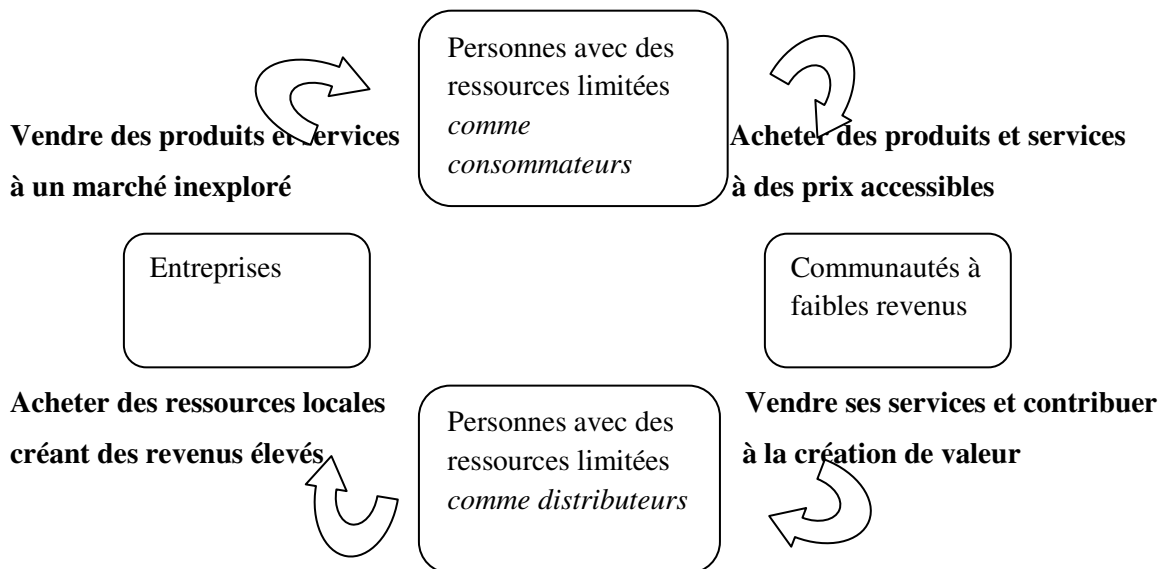 Personnes avec des
ressources limitées
comme
consommateurs
Vendre des produits et services
à un marché inexploré
Acheter des produits et services
à des prix accessibles
Entreprises
Communautés à
faibles revenus
Acheter des ressources locales
créant des revenus élevés
Personnes avec des
ressources limitées
comme distributeurs
Vendre ses services et contribuer
à la création de valeur